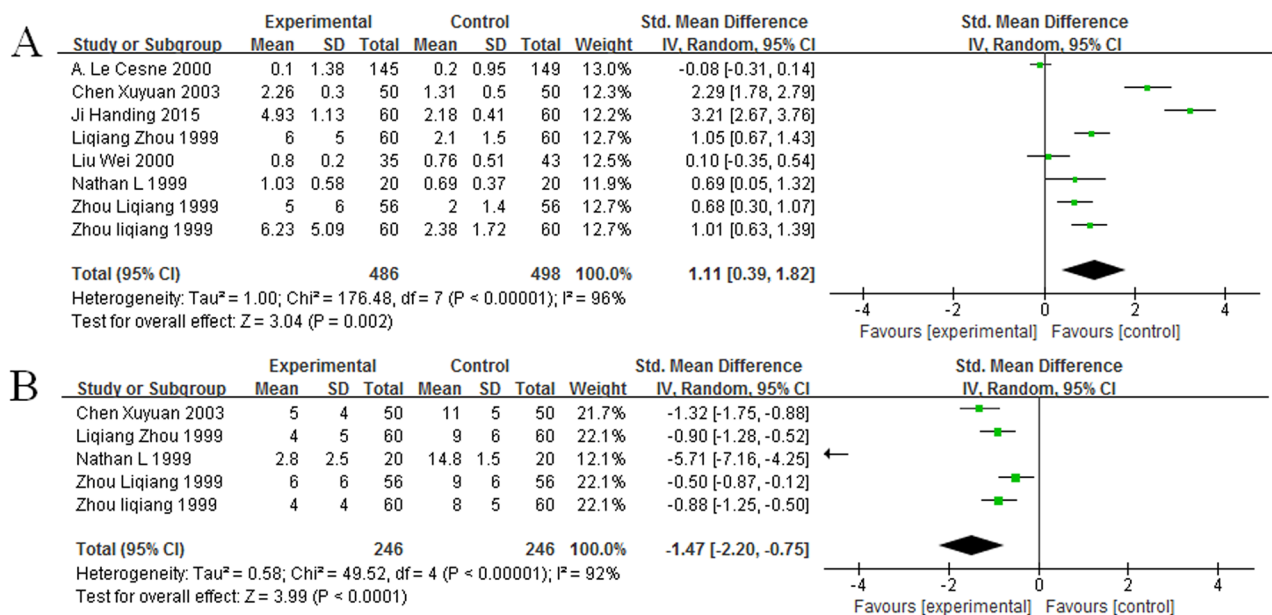 A
Experimental Control Std. Mean Difference Std. Mean Difference
Study or Subgroup Mean SD Total Mean SD Total Weight IV, Random, 95% CI IV, Random, 95% CI
A. Le Cesne 2000 0.1 1.38 145 0.2 0.95 149 13.0% -0.08 [-0.31, 0.14]
Chen Xuyuan 2003 2.26 0.3 50 1.31 0.5 50 12.3% 2.29 [1.78, 2.79]
Ji Handing 2015 4.93 1.13 60 2.18 0.41 60 12.2% 3.21 [2.67, 3.76]
Liqiang Zhou 1999 6 5 60 2.1 1.5 60 12.7% 1.05 [0.67, 1.43]
Liu Wei 2000 0.8 0.2 35 0.76 0.51 43 12.5% 0.10 [-0.35, 0.54]
Nathan L 1999 1.03 0.58 20 0.69 0.37 20 11.9% 0.69 [0.05, 1.32]
Zhou Liqiang 1999 5 6 56 2 1.4 56 12.7% 0.68 [0.30, 1.07]
Zhou liqiang 1999 6.23 5.09 60 2.38 1.72 60 12.7% 1.01 [0.63, 1.39]
Total (95% CI) 486 498 100.0% 1.11 [0.39, 1.82]
Heterogeneity: Tau² = 1.00; Chi² = 176.48, df = 7 (P < 0.00001); I² = 96%
Test for overall effect: Z = 3.04 (P = 0.002)
-4 -2 0 2 4
Favours [experimental] Favours [control]
B
Experimental Control Std. Mean Difference Std. Mean Difference
Study or Subgroup Mean SD Total Mean SD Total Weight IV, Random, 95% CI IV, Random, 95% CI
Chen Xuyuan 2003 5 4 50 11 5 50 21.7% -1.32 [-1.75, -0.88]
Liqiang Zhou 1999 4 5 60 9 6 60 22.1% -0.90 [-1.28, -0.52]
Nathan L 1999 2.8 2.5 20 14.8 1.5 20 12.1% -5.71 [-7.16, -4.25]
Zhou Liqiang 1999 6 6 56 9 6 56 22.1% -0.50 [-0.87, -0.12]
Zhou liqiang 1999 4 4 60 8 5 60 22.1% -0.88 [-1.25, -0.50]
Total (95% CI) 246 246 100.0% -1.47 [-2.20, -0.75]
Heterogeneity: Tau² = 0.58; Chi² = 49.52, df = 4 (P < 0.00001); I² = 92%
Test for overall effect: Z = 3.99 (P < 0.0001)
-4 -2 0 2 4
Favours [experimental] Favours [control]